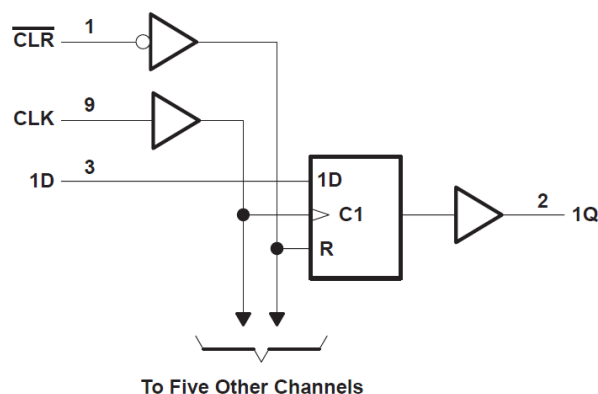 CLR 1
CLK 9
1D 3
1D
C1
R
2 1Q
To Five Other Channels